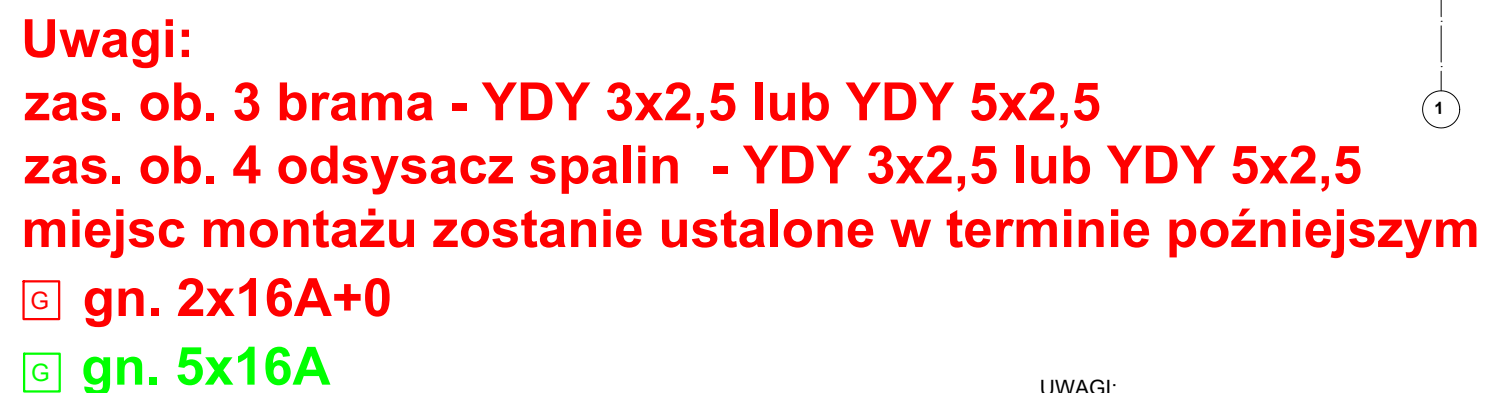 Uwagi:
zas. ob. 3 brama - YDY 3x2,5 lub YDY 5x2,5
1
zas. ob. 4 odsysacz spalin - YDY 3x2,5 lub YDY 5x2,5
miejsc montażu zostanie ustalone w terminie poźniejszym
G gn. 2x16A+0
G gn. 5x16A
UWAGI: